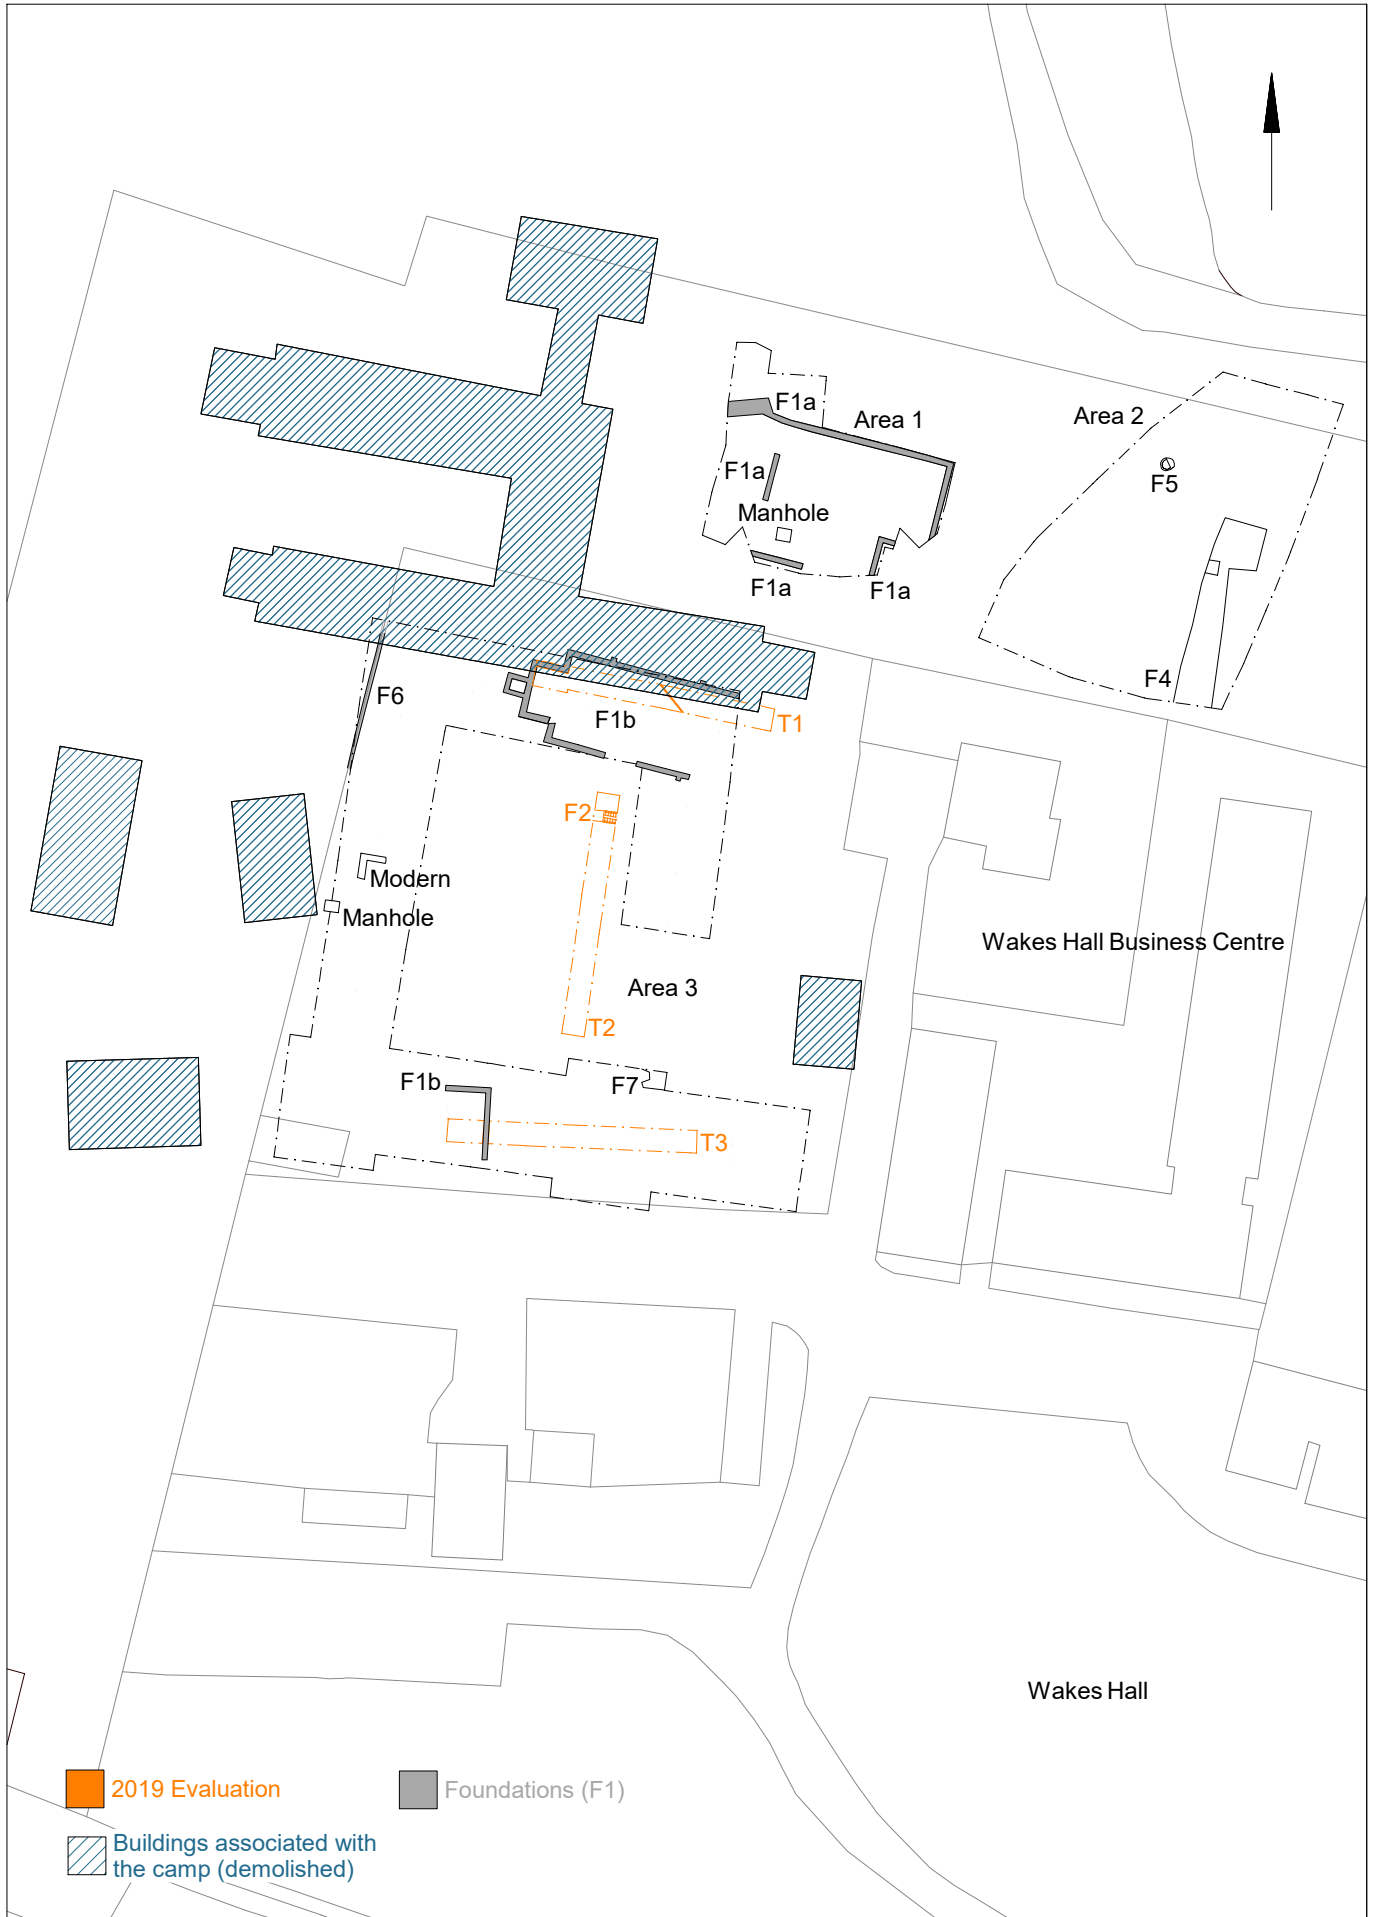 F1a
Area 1
Area 2
F1a
F5
Manhole
F1a
F1a
F4
F6
F1b
T1
F2
Modern
Manhole
Wakes Hall Business Centre
Area 3
T2
F1b
F7
T3
Wakes Hall
2019 Evaluation
Foundations (F1)
Buildings associated with
the camp (demolished)